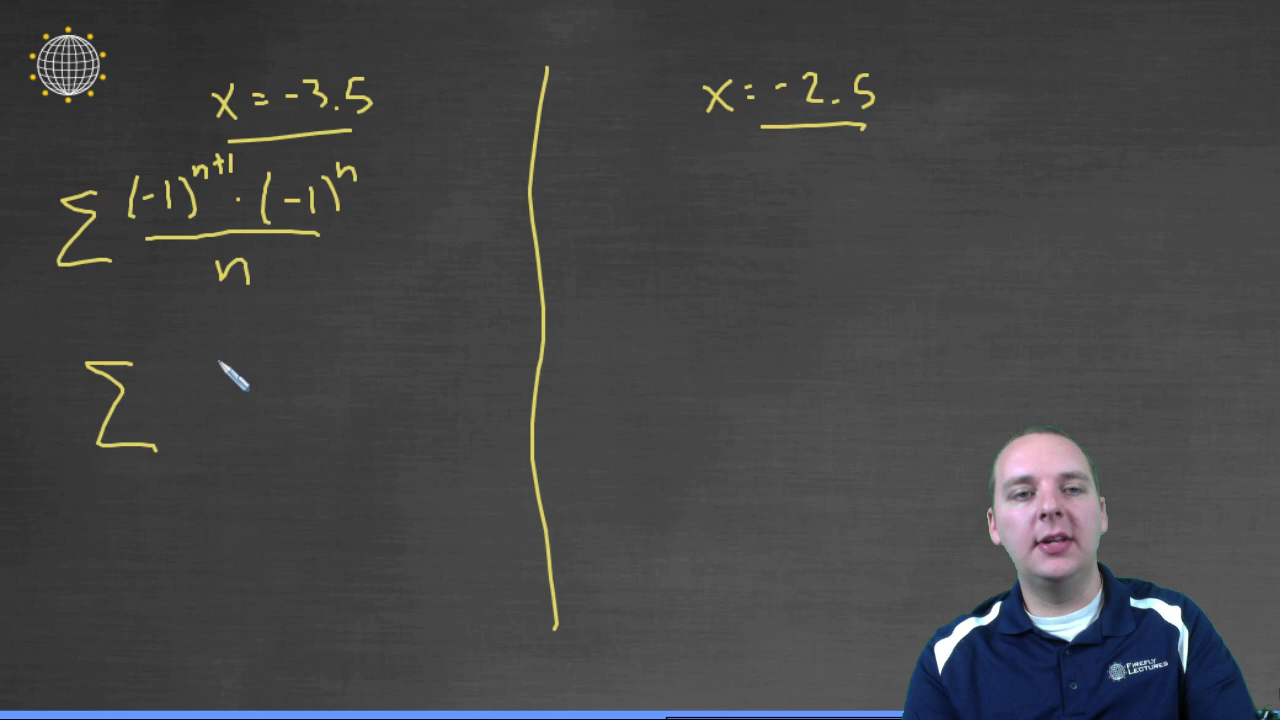 x = -3.5
∑ (-1)^{n+1} · (-1)^n / n
∑
x = -2.5
FIREFLY
LECTURES